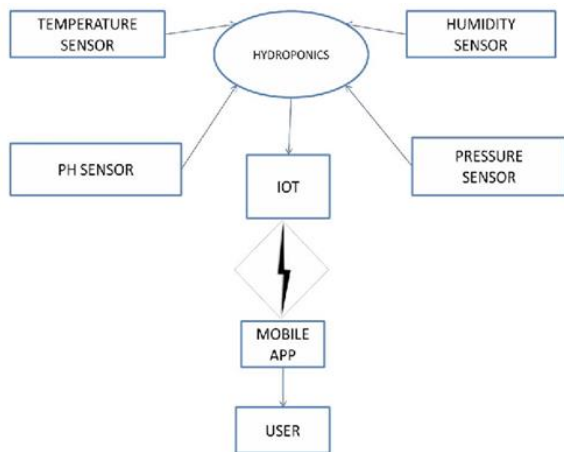 TEMPERATURE
SENSOR
HYDROPONICS
HUMIDITY
SENSOR
PH SENSOR
IOT
PRESSURE
SENSOR
MOBILE
APP
USER